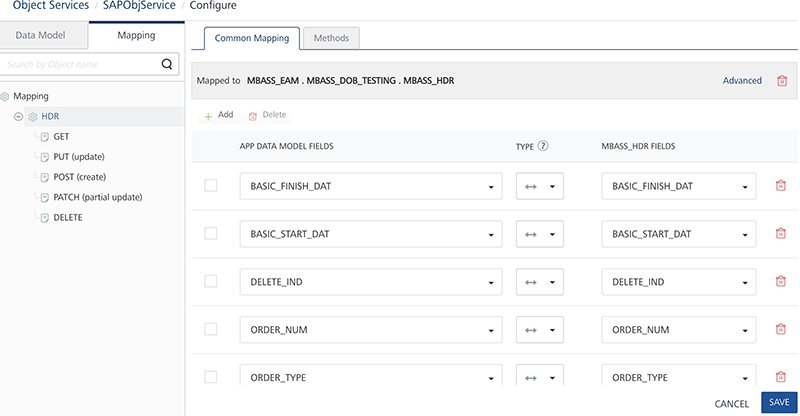 Object Services / SAPObjService / Configure
Data Model
Mapping
Search by Object name
Mapping
HDR
GET
PUT (update)
POST (create)
PATCH (partial update)
DELETE
Common Mapping
Methods
Mapped to MBASS_EAM . MBASS_DOB_TESTING . MBASS_HDR
Advanced
Add
Delete
APP DATA MODEL FIELDS TYPE ? MBASS_HDR FIELDS
BASIC_FINISH_DAT BASIC_FINISH_DAT
BASIC_START_DAT BASIC_START_DAT
DELETE_IND DELETE_IND
ORDER_NUM ORDER_NUM
ORDER_TYPE ORDER_TYPE
CANCEL SAVE